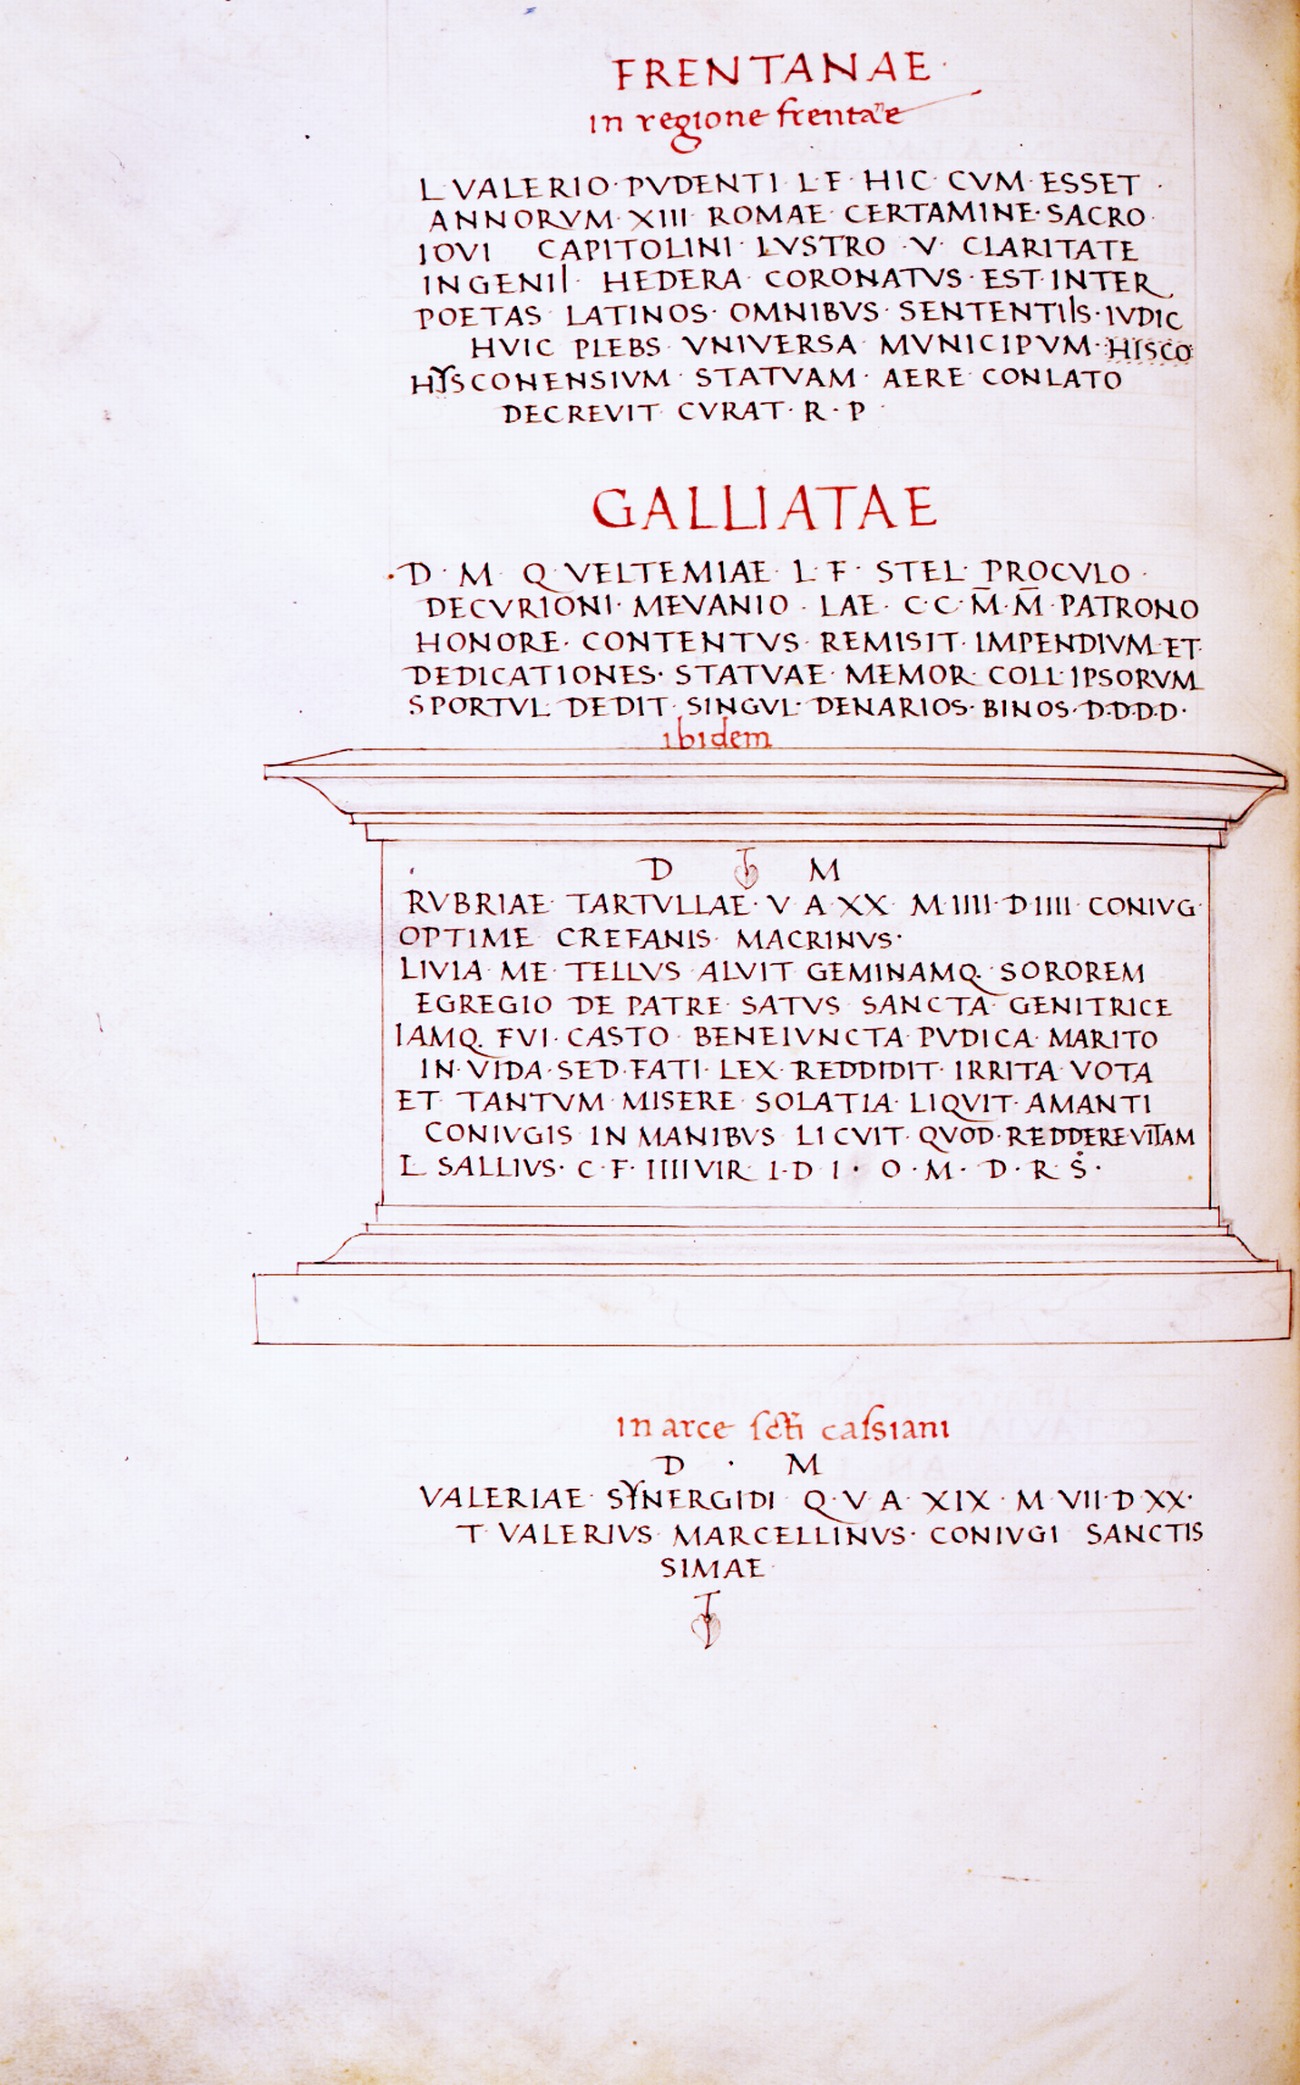 FRENTANAE ·
in regione frentane
L·VALERIO·PVDENTI·L·F·HIC·CVM·ESSET·
ANNORVM·XIII·ROMAE·CERTAMINE·SACRO·
IOVI CAPITOLINI·LVSTRO·V·CLARITATE
INGENII·HEDERA·CORONATVS·EST·INTER
POETAS LATINOS·OMNIBVS·SENTENTIIS·IVDIC
HVIC PLEBS·VNIVERSA MVNICIPVM·HISCO
HYSCONENSIVM·STATVAM·AERE CONLATO
DECREVIT CVRAT·R·P·
GALLIATAE
·D·M Q·VELTEMIAE·L·F·STEL·PROCVLO·
DECVRIONI·MEVANIO·LAE·C·C·M̅·M̅·PATRONO
HONORE·CONTENTVS·REMISIT·IMPENDIVM·ET·
DEDICATIONES·STATVAE·MEMOR·COLL·IPSORVM
SPORTVL DEDIT·SINGVL·DENARIOS·BINOS·D·D·D·D·
ibidem
D M
RVBRIAE·TARTVLLAE·V·A·XX·M·IIII·D·IIII·CONIVG·
OPTIME CREFANIS·MACRINVS·
LIVIA·ME·TELLVS·ALVIT GEMINAMQ·SOROREM
EGREGIO DE PATRE·SATVS SANCTA·GENITRICE
IAMQ·FVI·CASTO·BENEIVNCTA·PVDICA·MARITO
IN·VIDA·SED·FATI·LEX·REDDIDIT·IRRITA·VOTA
ET TANTVM·MISERE·SOLATIA·LIQVIT·AMANTI
CONIVGIS IN MANIBVS LICVIT·QVOD·REDDERE VITAM
L SALLIVS·C·F·IIIIVIR·I·D I·O·M·D·R·S·
in arce scti cassiani
D · M
VALERIAE·SYNERGIDI Q·V·A·XIX·M·VII·D·XX·
T·VALERIVS MARCELLINVS·CONIVGI SANCTIS
SIMAE·